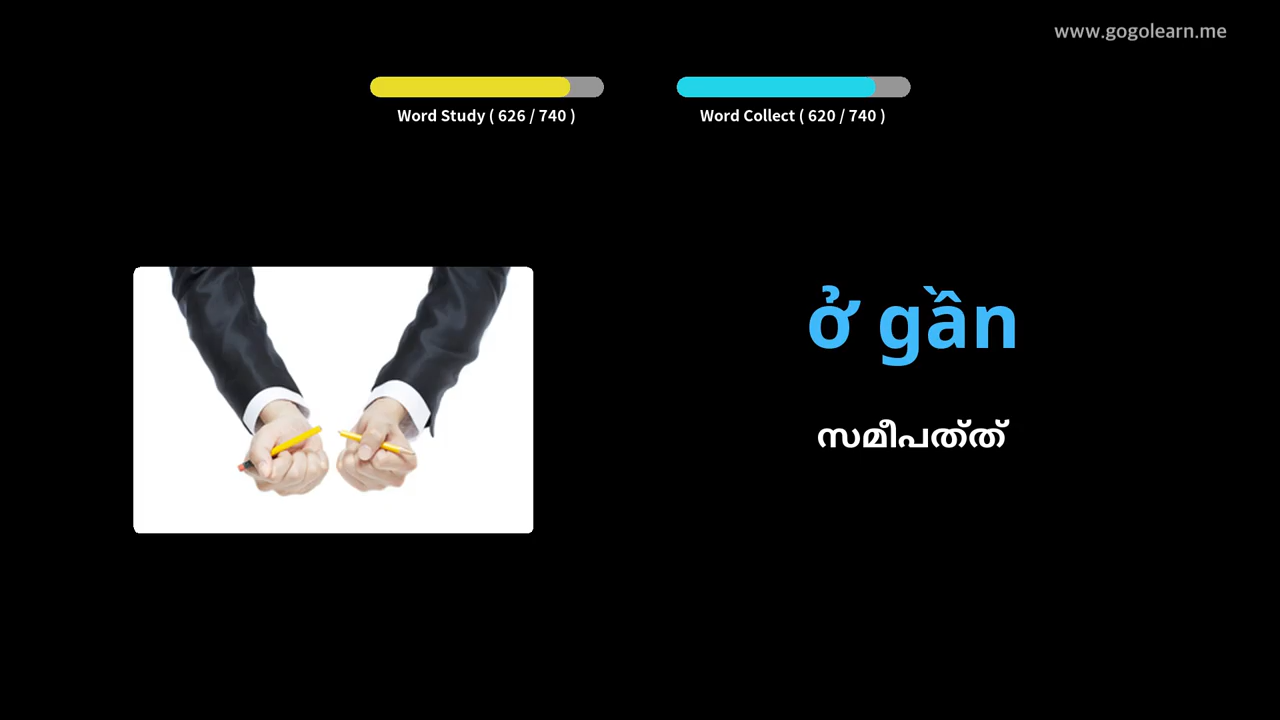 www.gogolearn.me
Word Study ( 626 / 740 )
Word Collect ( 620 / 740 )
ở gần
സമീപത്ത്